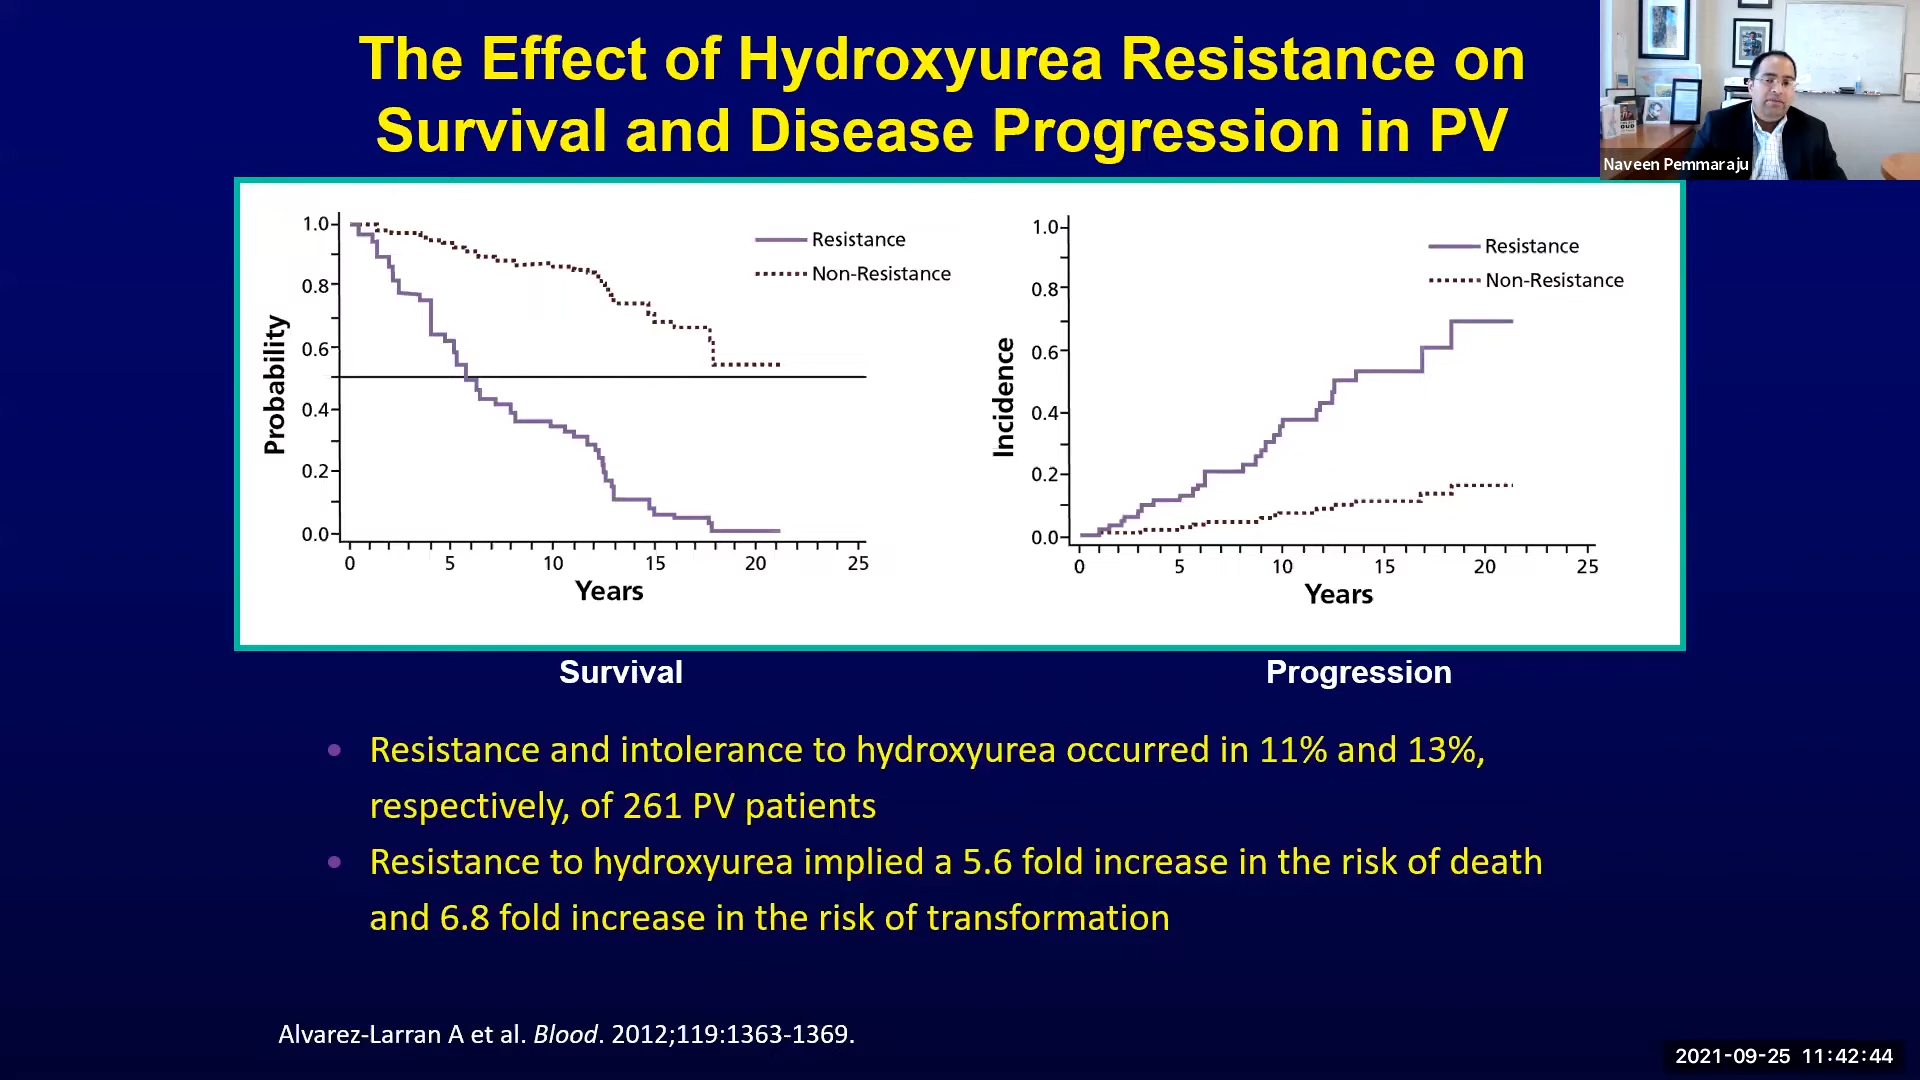 The Effect of Hydroxyurea Resistance on
Survival and Disease Progression in PV
Naveen Pemmaraju
1.0
0.8
0.6
0.4
0.2
0.0
Probability
Resistance
Non-Resistance
0 5 10 15 20 25
Years
1.0
0.8
0.6
0.4
0.2
0.0
Incidence
Resistance
Non-Resistance
0 5 10 15 20 25
Years
Survival
Progression
• Resistance and intolerance to hydroxyurea occurred in 11% and 13%,
respectively, of 261 PV patients
• Resistance to hydroxyurea implied a 5.6 fold increase in the risk of death
and 6.8 fold increase in the risk of transformation
Alvarez-Larran A et al. Blood. 2012;119:1363-1369.
2021-09-25 11:42:44